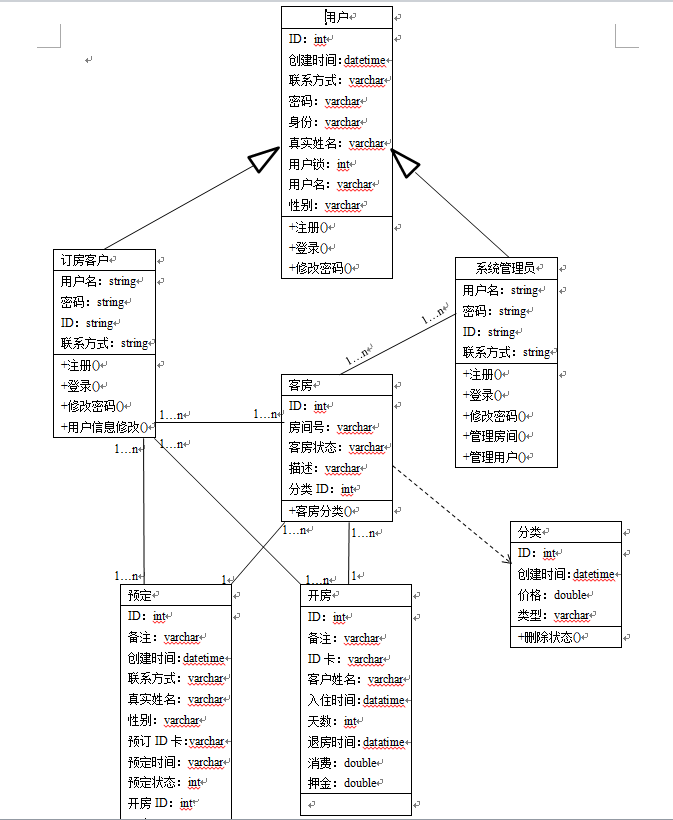 用户
ID：int
创建时间:datetime
联系方式：varchar
密码：varchar
身份：varchar
真实姓名：varchar
用户锁：int
用户名：varchar
性别：varchar
+注册()
+登录()
+修改密码()
订房客户
用户名：string
密码：string
ID：string
联系方式：string
+注册()
+登录()
+修改密码()
+用户信息修改()
系统管理员
用户名：string
密码：string
ID：string
联系方式：string
+注册()
+登录()
+修改密码()
+管理房间()
+管理用户()
1…n
1…n
客房
ID：int
房间号：varchar
客房状态：varchar
描述：varchar
分类 ID：int
+客房分类()
1…n
1…n
1…n
1…n
1…n
1…n
分类
ID：int
创建时间:datetime
价格：double
类型：varchar
+删除状态()
1…n
1
1…n
1
预定
ID：int
备注：varchar
创建时间:datetime
联系方式：varchar
真实姓名：varchar
性别：varchar
预订 ID 卡:varchar
预定时间：varchar
预定状态：int
开房 ID：int
开房
ID：int
备注：varchar
ID 卡：varchar
客户姓名：varchar
入住时间：datatime
天数：int
退房时间：datatime
消费：double
押金：double